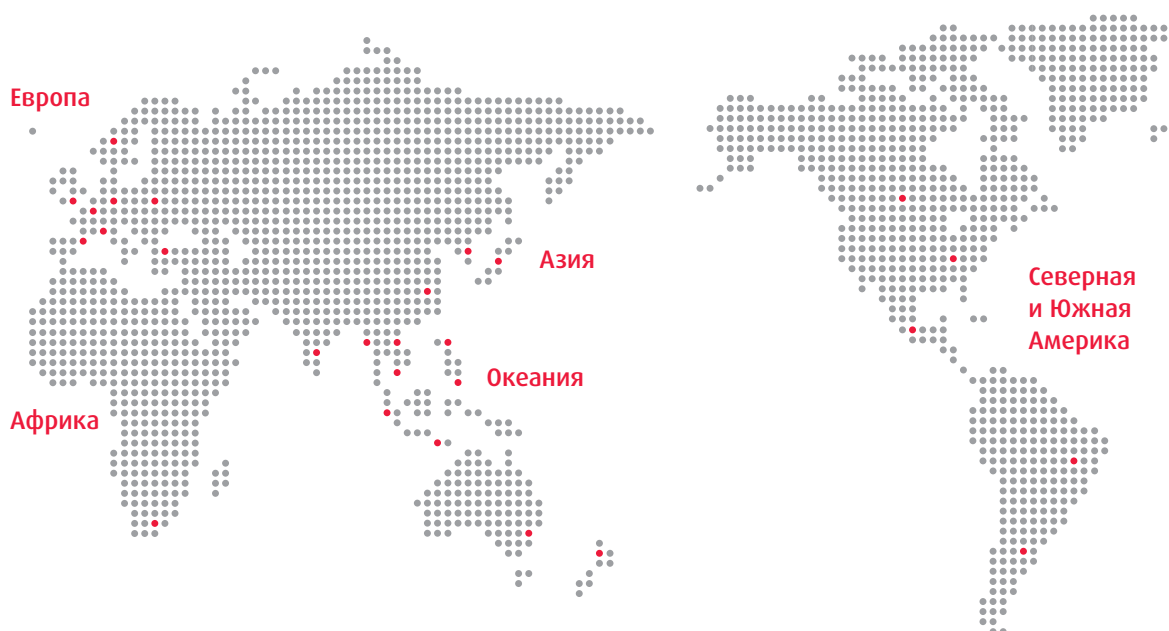 Европа
Азия
Северная
и Южная
Америка
Океания
Африка